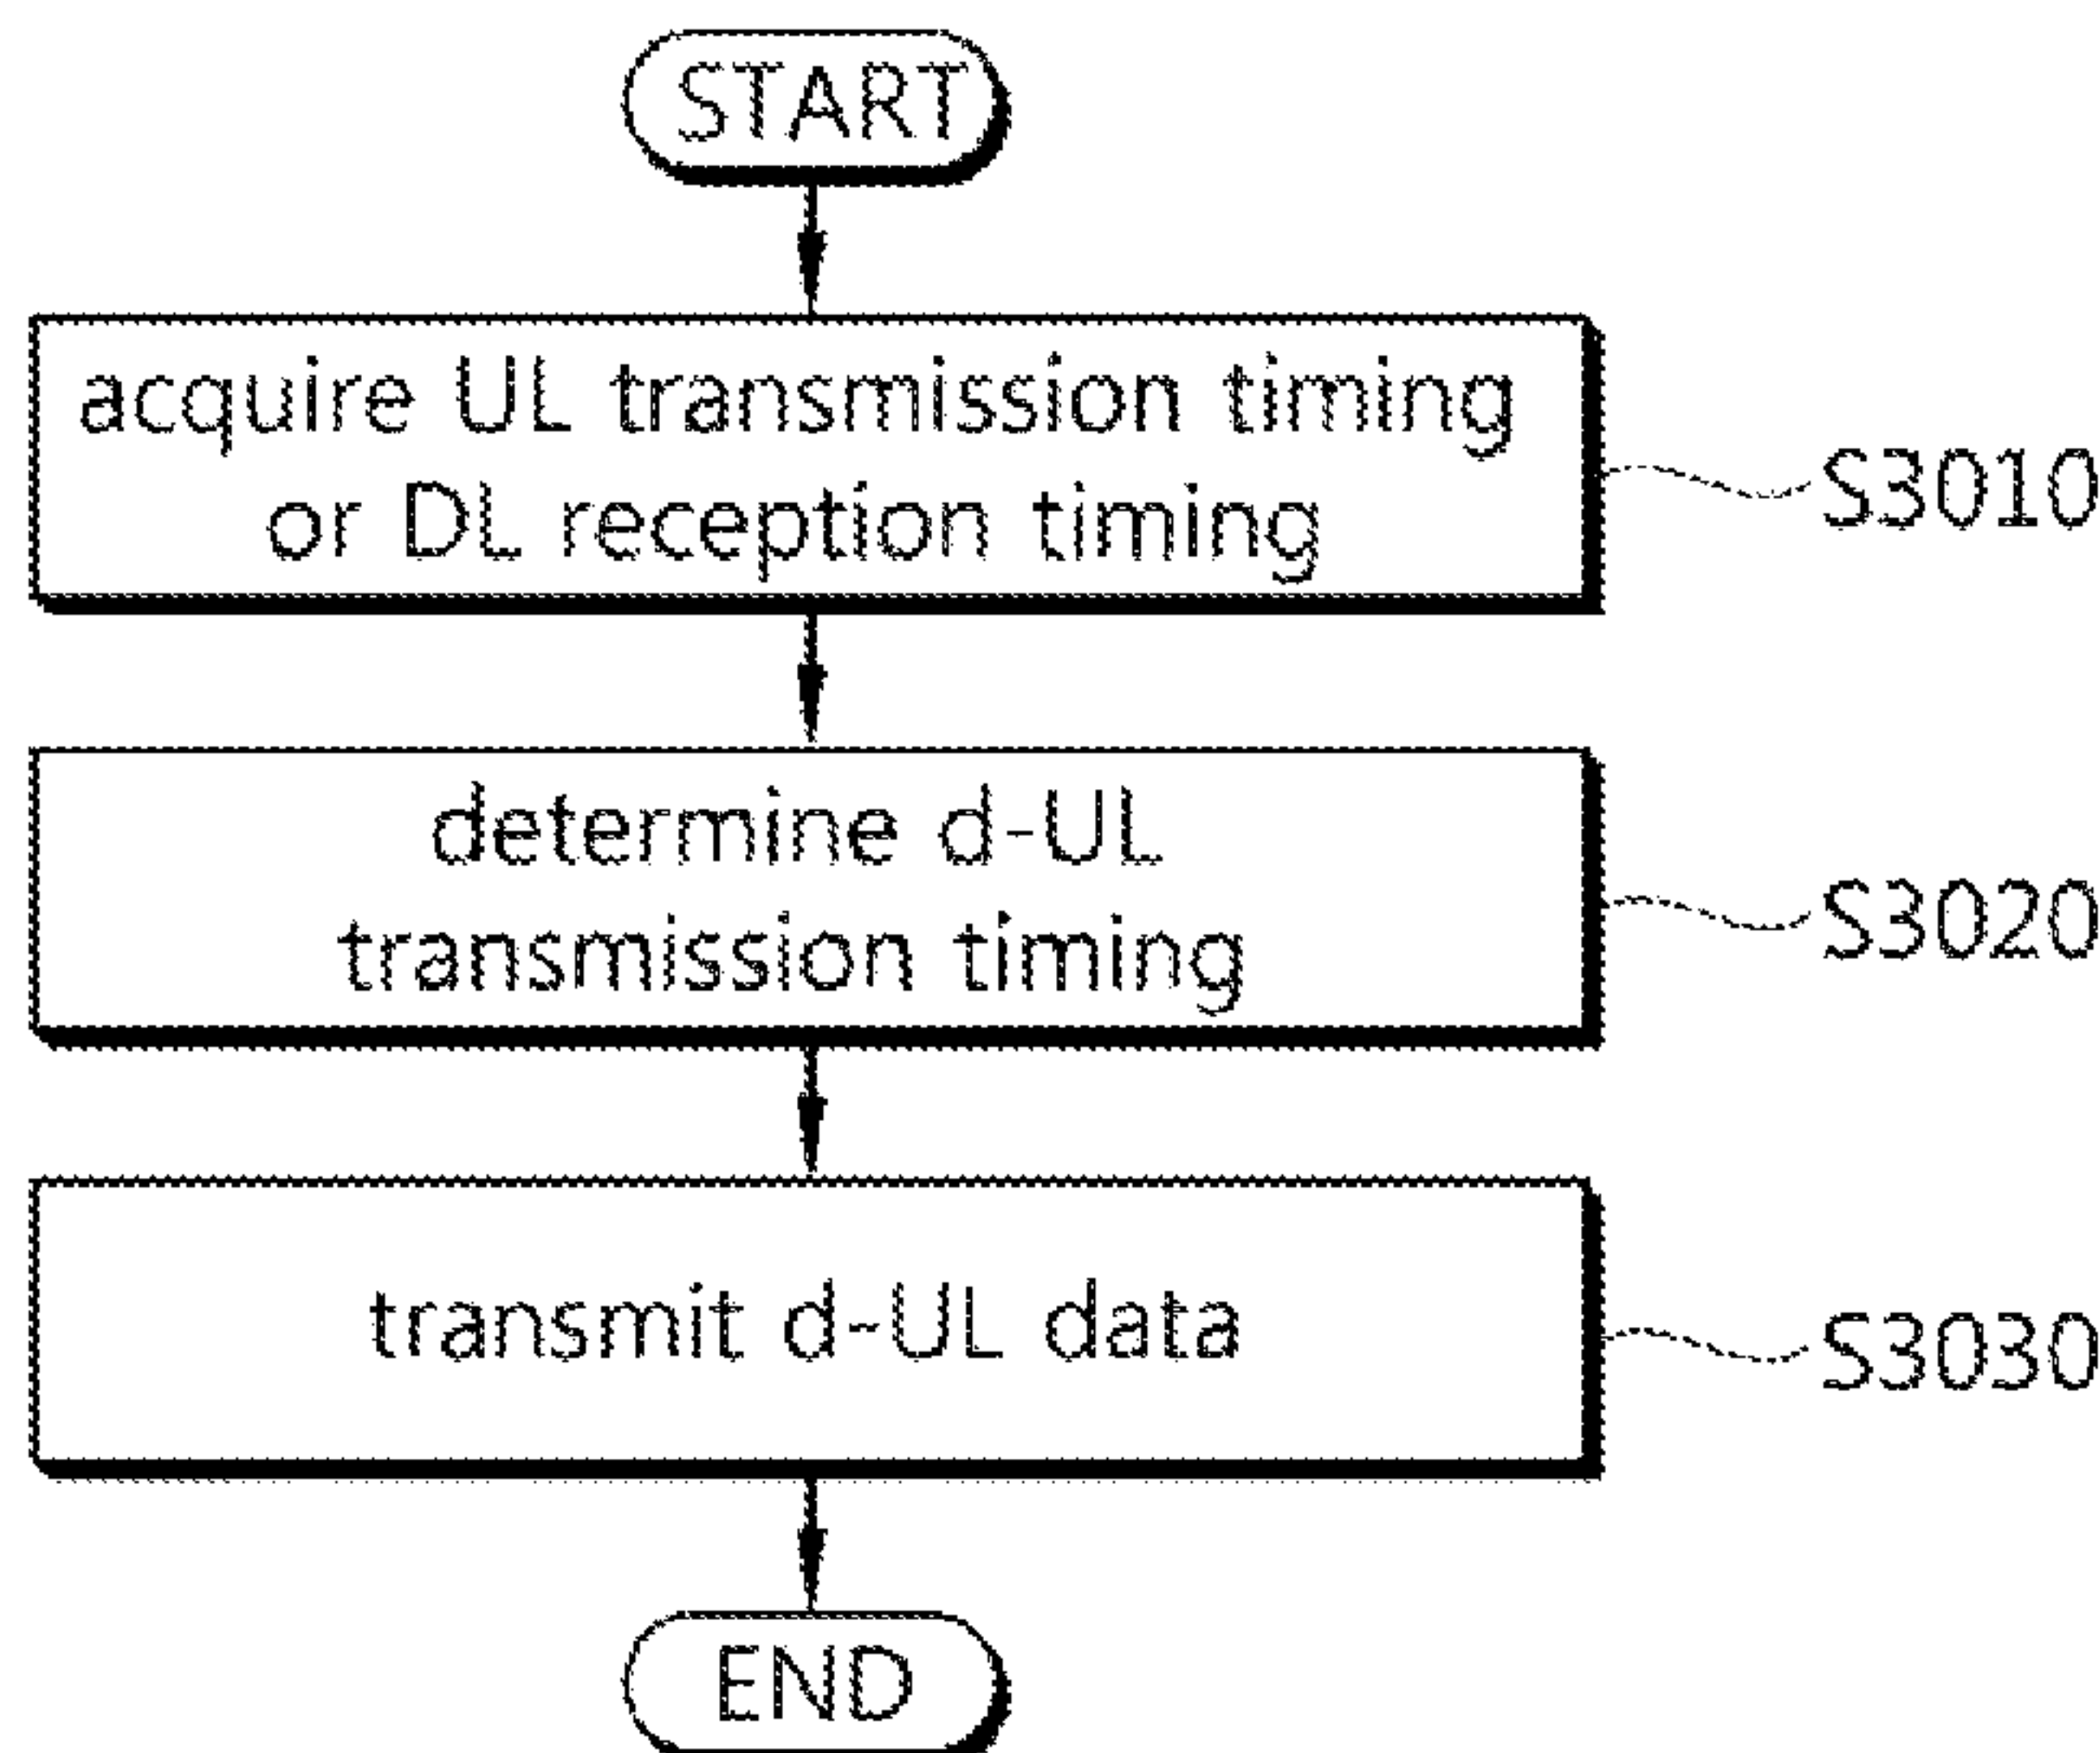 START
acquire UL transmission timing
or DL reception timing
S3010
determine d-UL
transmission timing
S3020
transmit d-UL data
S3030
END